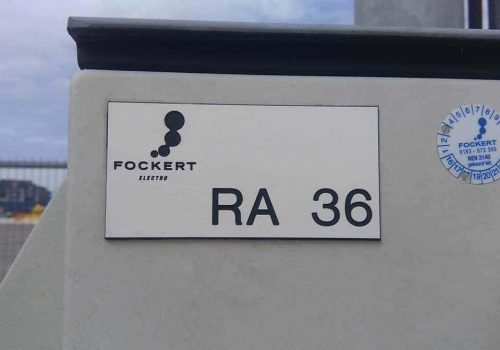 FOCKERT
ELECTRO
RA 36
FOCKERT
NEN 3140